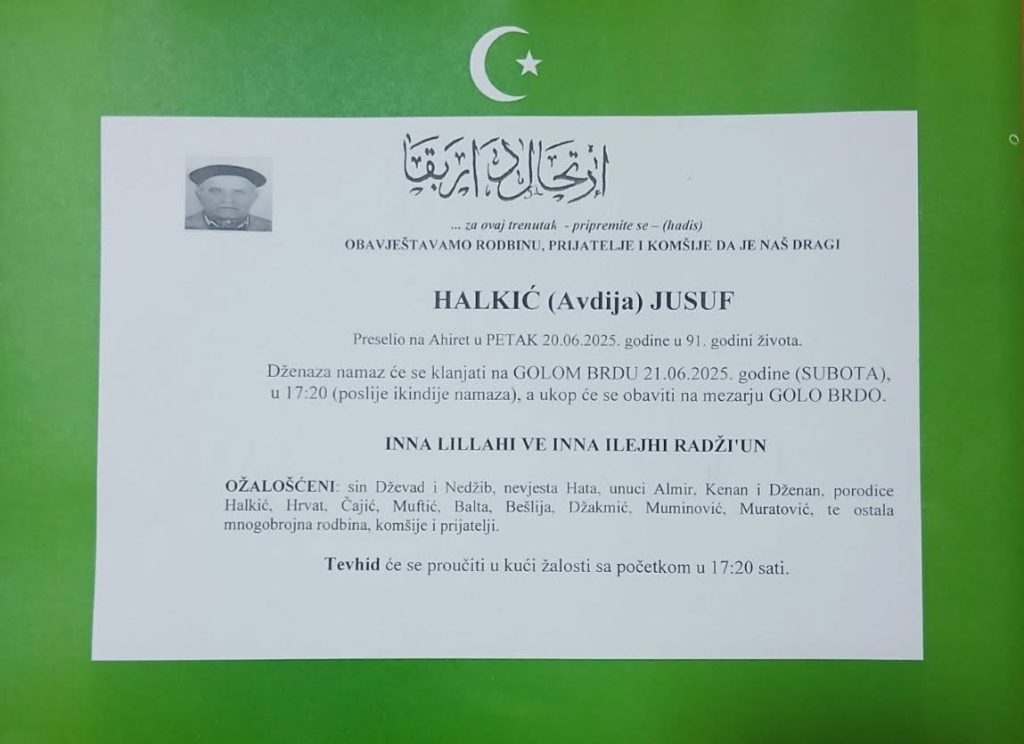 ارتحال دار بقا
... za ovaj trenutak - pripremite se – (hadis)
OBAVJEŠTAVAMO RODBINU, PRIJATELJE I KOMŠIJE DA JE NAŠ DRAGI
HALKIĆ (Avdija) JUSUF
Preselio na Ahiret u PETAK 20.06.2025. godine u 91. godini života.
Dženaza namaz će se klanjati na GOLOM BRDU 21.06.2025. godine (SUBOTA),
u 17:20 (poslije ikindije namaza), a ukop će se obaviti na mezarju GOLO BRDO.
INNA LILLAHI VE INNA ILEJHI RADŽI'UN
OŽALOŠĆENI: sin Dževad i Nedžib, nevjesta Hata, unuci Almir, Kenan i Dženan, porodice
Halkić, Hrvat, Čajić, Muftić, Balta, Bešlija, Džakmić, Muminović, Muratović, te ostala
mnogobrojna rodbina, komšije i prijatelji.
Tevhid će se proučiti u kući žalosti sa početkom u 17:20 sati.